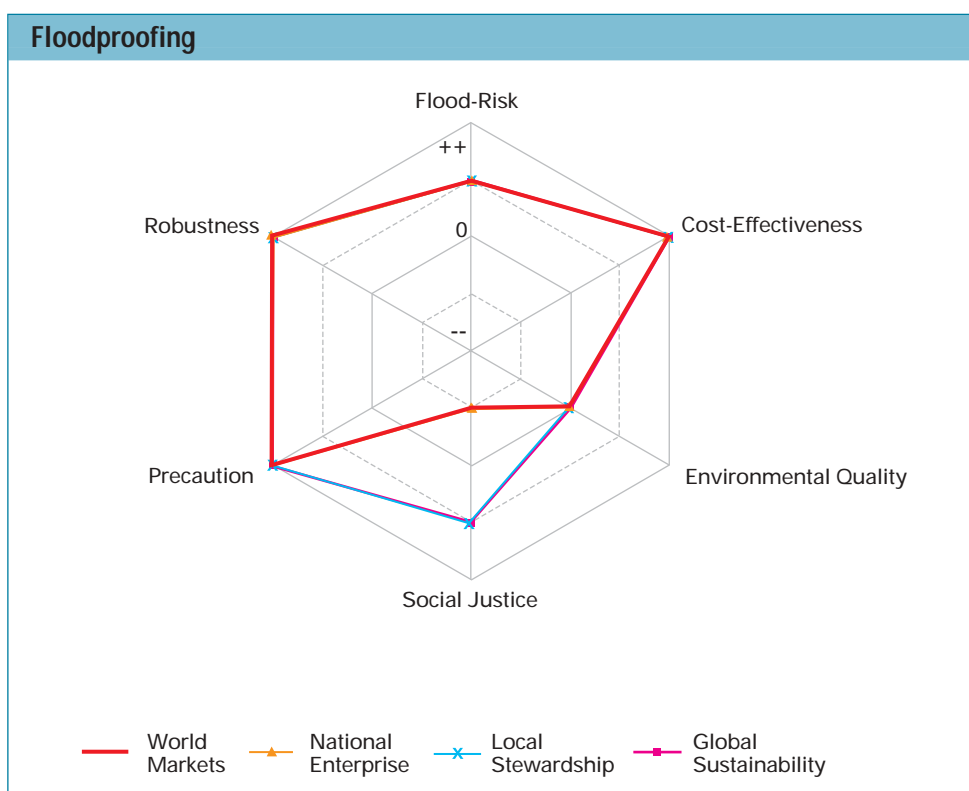 Floodproofing
Flood-Risk
++
Robustness
0
Cost-Effectiveness
--
Precaution
Environmental Quality
Social Justice
World
Markets
National
Enterprise
Local
Stewardship
Global
Sustainability